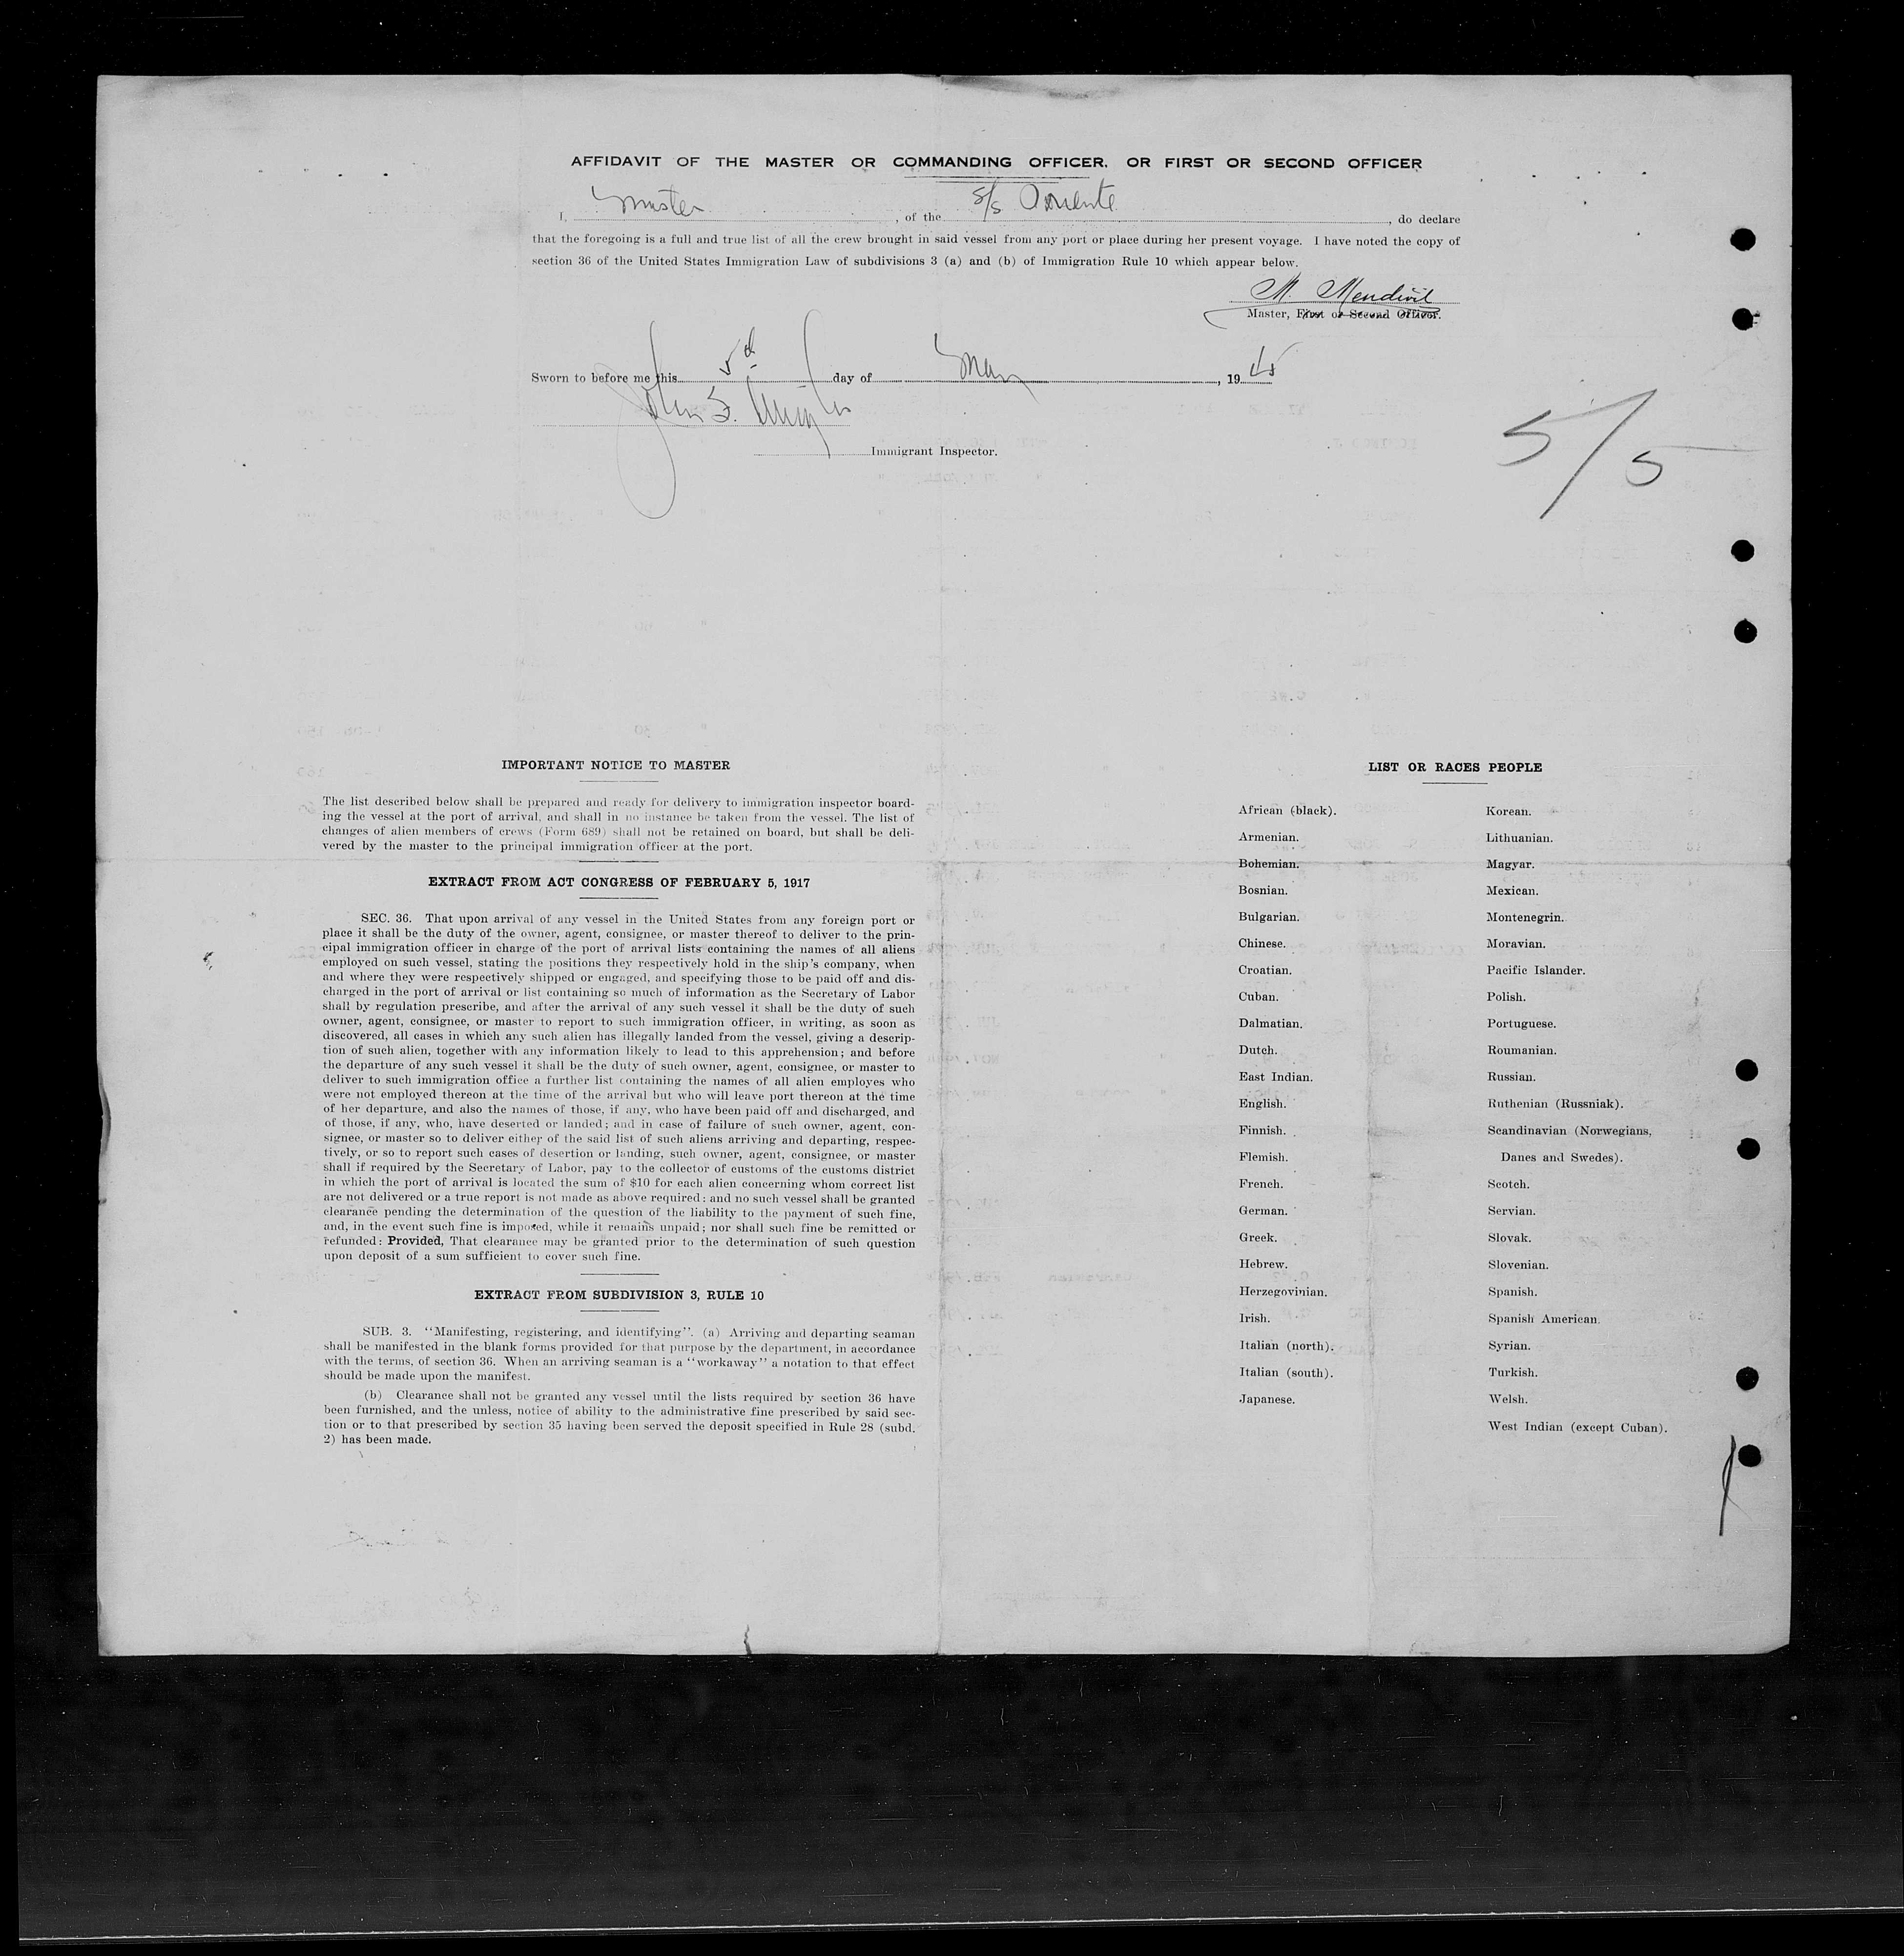 AFFIDAVIT OF THE MASTER OR COMMANDING OFFICER, OR FIRST OR SECOND OFFICER
I, Master, of the S/S, do declare
that the foregoing is a full and true list of all the crew brought in said vessel from any port or place during her present voyage. I have noted the copy of
section 36 of the United States Immigration Law of subdivisions 3 (a) and (b) of Immigration Rule 10 which appear below.
M. Mendivil
Master, First or Second Officer.
Sworn to before me this 5 day of, 19
John
Immigrant Inspector.
5/5
IMPORTANT NOTICE TO MASTER
The list described below shall be prepared and ready for delivery to immigration inspector board-
ing the vessel at the port of arrival, and shall in no instance be taken from the vessel. The list of
changes of alien members of crews (Form 689) shall not be retained on board, but shall be deli-
vered by the master to the principal immigration officer at the port.
EXTRACT FROM ACT CONGRESS OF FEBRUARY 5, 1917
SEC. 36. That upon arrival of any vessel in the United States from any foreign port or
place it shall be the duty of the owner, agent, consignee, or master thereof to deliver to the prin-
cipal immigration officer in charge of the port of arrival lists containing the names of all aliens
employed on such vessel, stating the positions they respectively hold in the ship's company, when
and where they were respectively shipped or engaged, and specifying those to be paid off and dis-
charged in the port of arrival or list containing so much of information as the Secretary of Labor
shall by regulation prescribe, and after the arrival of any such vessel it shall be the duty of such
owner, agent, consignee, or master to report to such immigration officer, in writing, as soon as
discovered, all cases in which any such alien has illegally landed from the vessel, giving a descrip-
tion of such alien, together with any information likely to lead to this apprehension; and before
the departure of any such vessel it shall be the duty of such owner, agent, consignee, or master to
deliver to such immigration office a further list containing the names of all alien employes who
were not employed thereon at the time of the arrival but who will leave port thereon at the time
of her departure, and also the names of those, if any, who have been paid off and discharged, and
of those, if any, who, have deserted or landed; and in case of failure of such owner, agent, con-
signee, or master so to deliver either of the said list of such aliens arriving and departing, respec-
tively, or so to report such cases of desertion or landing, such owner, agent, consignee, or master
shall if required by the Secretary of Labor, pay to the collector of customs of the customs district
in which the port of arrival is located the sum of $10 for each alien concerning whom correct list
are not delivered or a true report is not made as above required: and no such vessel shall be granted
clearance pending the determination of the question of the liability to the payment of such fine,
and, in the event such fine is imposed, while it remains unpaid; nor shall such fine be remitted or
refunded: Provided, That clearance may be granted prior to the determination of such question
upon deposit of a sum sufficient to cover such fine.
EXTRACT FROM SUBDIVISION 3, RULE 10
SUB. 3. "Manifesting, registering, and identifying". (a) Arriving and departing seaman
shall be manifested in the blank forms provided for that purpose by the department, in accordance
with the terms, of section 36. When an arriving seaman is a "workaway" a notation to that effect
should be made upon the manifest.
(b) Clearance shall not be granted any vessel until the lists required by section 36 have
been furnished, and the unless, notice of ability to the administrative fine prescribed by said sec-
tion or to that prescribed by section 35 having been served the deposit specified in Rule 28 (subd.
2) has been made.
LIST OR RACES PEOPLE
African (black).
Armenian.
Bohemian.
Bosnian.
Bulgarian.
Chinese.
Croatian.
Cuban.
Dalmatian.
Dutch.
East Indian.
English.
Finnish.
Flemish.
French.
German.
Greek.
Hebrew.
Herzegovinian.
Irish.
Italian (north).
Italian (south).
Japanese.
Korean.
Lithuanian.
Magyar.
Mexican.
Montenegrin.
Moravian.
Pacific Islander.
Polish.
Portuguese.
Roumanian.
Russian.
Ruthenian (Russniak).
Scandinavian (Norwegians,
Danes and Swedes).
Scotch.
Servian.
Slovak.
Slovenian.
Spanish.
Spanish American.
Syrian.
Turkish.
Welsh.
West Indian (except Cuban).